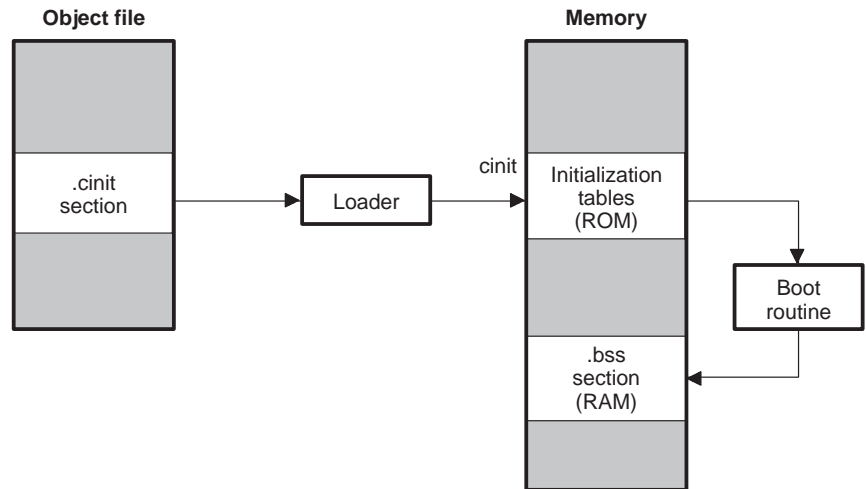 Object file
Memory
.cinit
section
Loader
cinit
Initialization
tables
(ROM)
Boot
routine
.bss
section
(RAM)